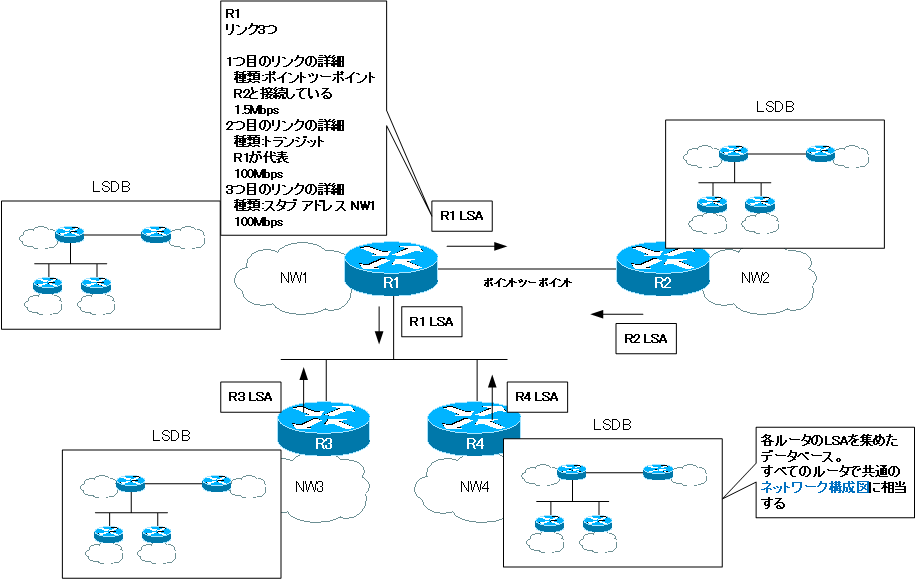 R1
リンク3つ
1つ目のリンクの詳細
種類:ポイントツーポイント
R2と接続している
1.5Mbps
2つ目のリンクの詳細
種類:トランジット
R1が代表
100Mbps
3つ目のリンクの詳細
種類:スタブ アドレス NW1
100Mbps
LSDB
LSDB
R1 LSA
NW1
R1
ポイントツーポイント
R2
NW2
R1 LSA
R2 LSA
R3 LSA
R4 LSA
R3
R4
LSDB
LSDB
NW3
NW4
各ルータのLSAを集めた
データベース。
すべてのルータで共通の
ネットワーク構成図に相当
する